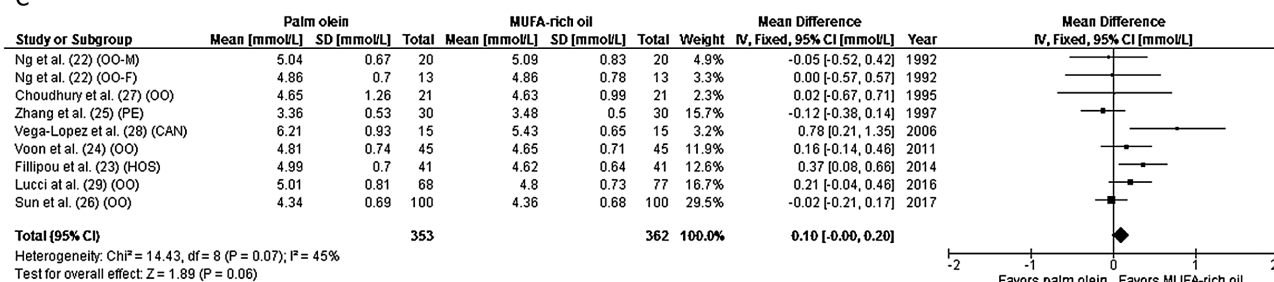 C
Palm olein MUFA-rich oil Mean Difference Mean Difference
Study or Subgroup Mean [mmol/L] SD [mmol/L] Total Mean [mmol/L] SD [mmol/L] Total Weight IV, Fixed, 95% CI [mmol/L] Year IV, Fixed, 95% CI [mmol/L]
Ng et al. (22) (OO-M) 5.04 0.67 20 5.09 0.83 20 4.9% -0.05 [-0.52, 0.42] 1992
Ng et al. (22) (OO-F) 4.86 0.7 13 4.86 0.78 13 3.3% 0.00 [-0.57, 0.57] 1992
Choudhury et al. (27) (OO) 4.65 1.26 21 4.63 0.99 21 2.3% 0.02 [-0.67, 0.71] 1995
Zhang et al. (25) (PE) 3.36 0.53 30 3.48 0.5 30 15.7% -0.12 [-0.38, 0.14] 1997
Vega-Lopez et al. (28) (CAN) 6.21 0.93 15 5.43 0.65 15 3.2% 0.78 [0.21, 1.35] 2006
Voon et al. (24) (OO) 4.81 0.74 45 4.65 0.71 45 11.9% 0.16 [-0.14, 0.46] 2011
Fillipou et al. (23) (HOS) 4.99 0.7 41 4.62 0.64 41 12.6% 0.37 [0.08, 0.66] 2014
Lucci at al. (29) (OO) 5.01 0.81 68 4.8 0.73 77 16.7% 0.21 [-0.04, 0.46] 2016
Sun et al. (26) (OO) 4.34 0.69 100 4.36 0.68 100 29.5% -0.02 [-0.21, 0.17] 2017
Total (95% CI) 353 362 100.0% 0.10 [-0.00, 0.20]
Heterogeneity: Chi² = 14.43, df = 8 (P = 0.07); I² = 45%
Test for overall effect: Z = 1.89 (P = 0.06)
-2 -1 0 1 2
Favors palm olein Favors MUFA-rich oil